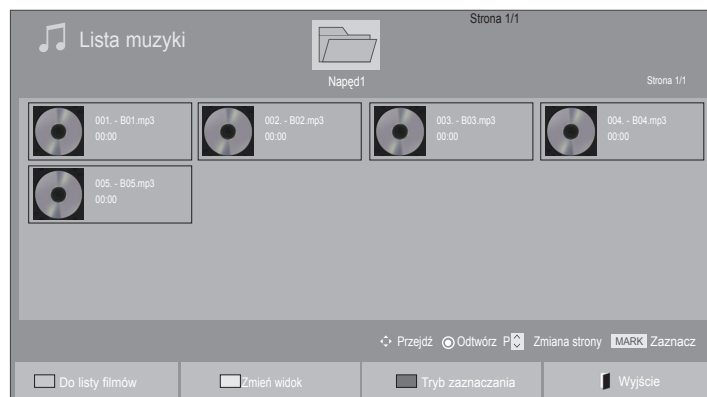 Strona 1/1
Lista muzyki
Napęd1
Strona 1/1
001. - B01.mp3
00:00
002. - B02.mp3
00:00
003. - B03.mp3
00:00
004. - B04.mp3
00:00
005. - B05.mp3
00:00
Przejdź Odtwórz P Zmiana strony MARK Zaznacz
Do listy filmów Zmień widok Tryb zaznaczania Wyjście